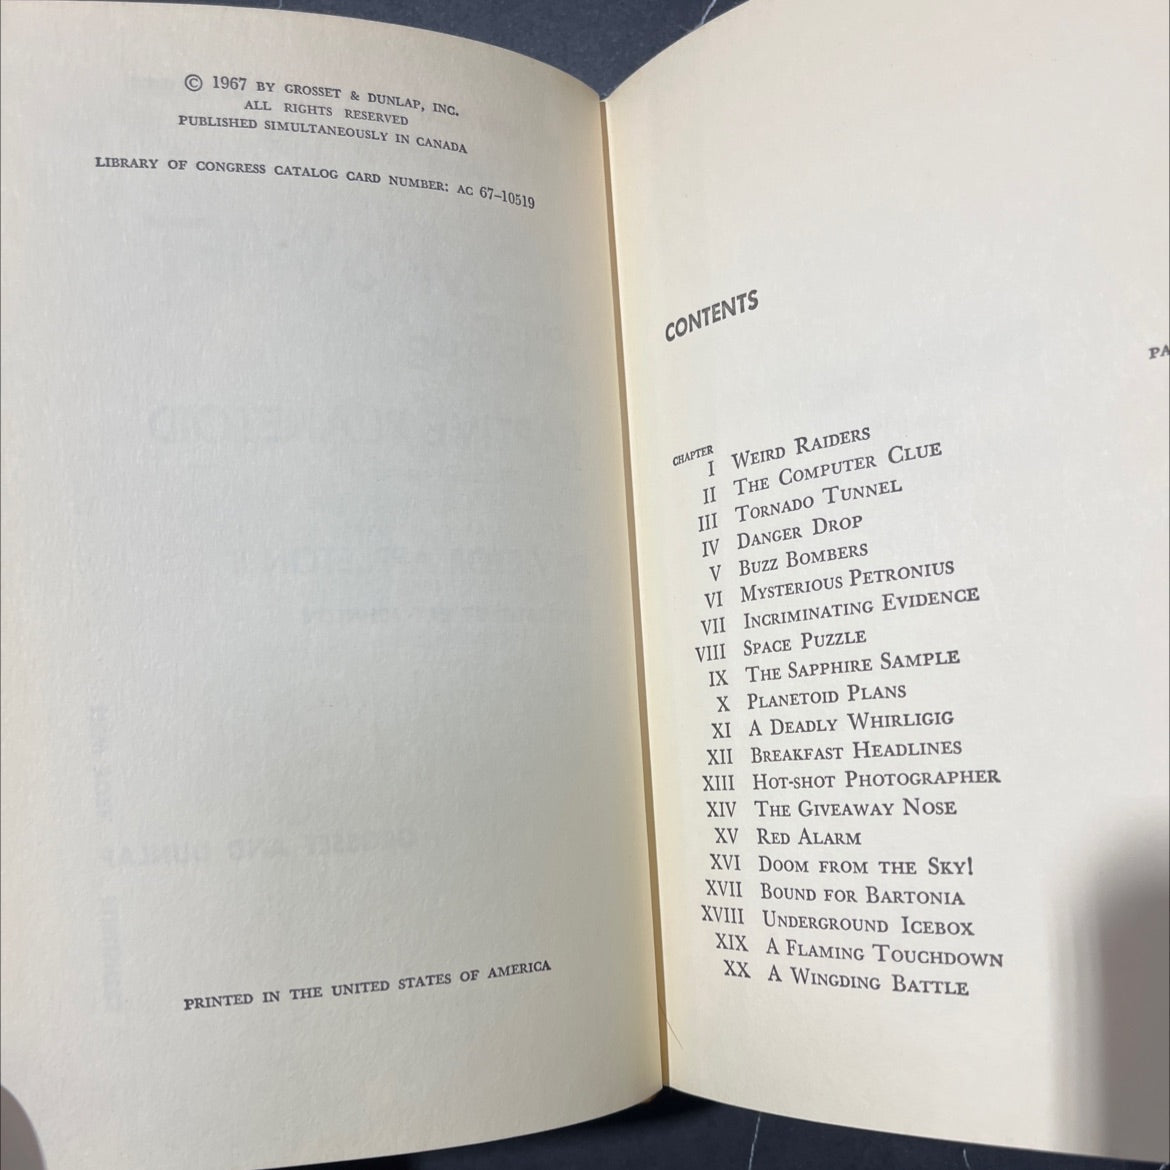 © 1967 BY GROSSET & DUNLAP, INC.
ALL RIGHTS RESERVED
PUBLISHED SIMULTANEOUSLY IN CANADA
LIBRARY OF CONGRESS CATALOG CARD NUMBER: AC 67-10519
PRINTED IN THE UNITED STATES OF AMERICA
CONTENTS
PA
CHAPTER
I WEIRD RAIDERS
II THE COMPUTER CLUE
III TORNADO TUNNEL
IV DANGER DROP
V BUZZ BOMBERS
VI MYSTERIOUS PETRONIUS
VII INCRIMINATING EVIDENCE
VIII SPACE PUZZLE
IX THE SAPPHIRE SAMPLE
X PLANETOID PLANS
XI A DEADLY WHIRLIGIG
XII BREAKFAST HEADLINES
XIII HOT-SHOT PHOTOGRAPHER
XIV THE GIVEAWAY NOSE
XV RED ALARM
XVI DOOM FROM THE SKY!
XVII BOUND FOR BARTONIA
XVIII UNDERGROUND ICEBOX
XIX A FLAMING TOUCHDOWN
XX A WINGDING BATTLE